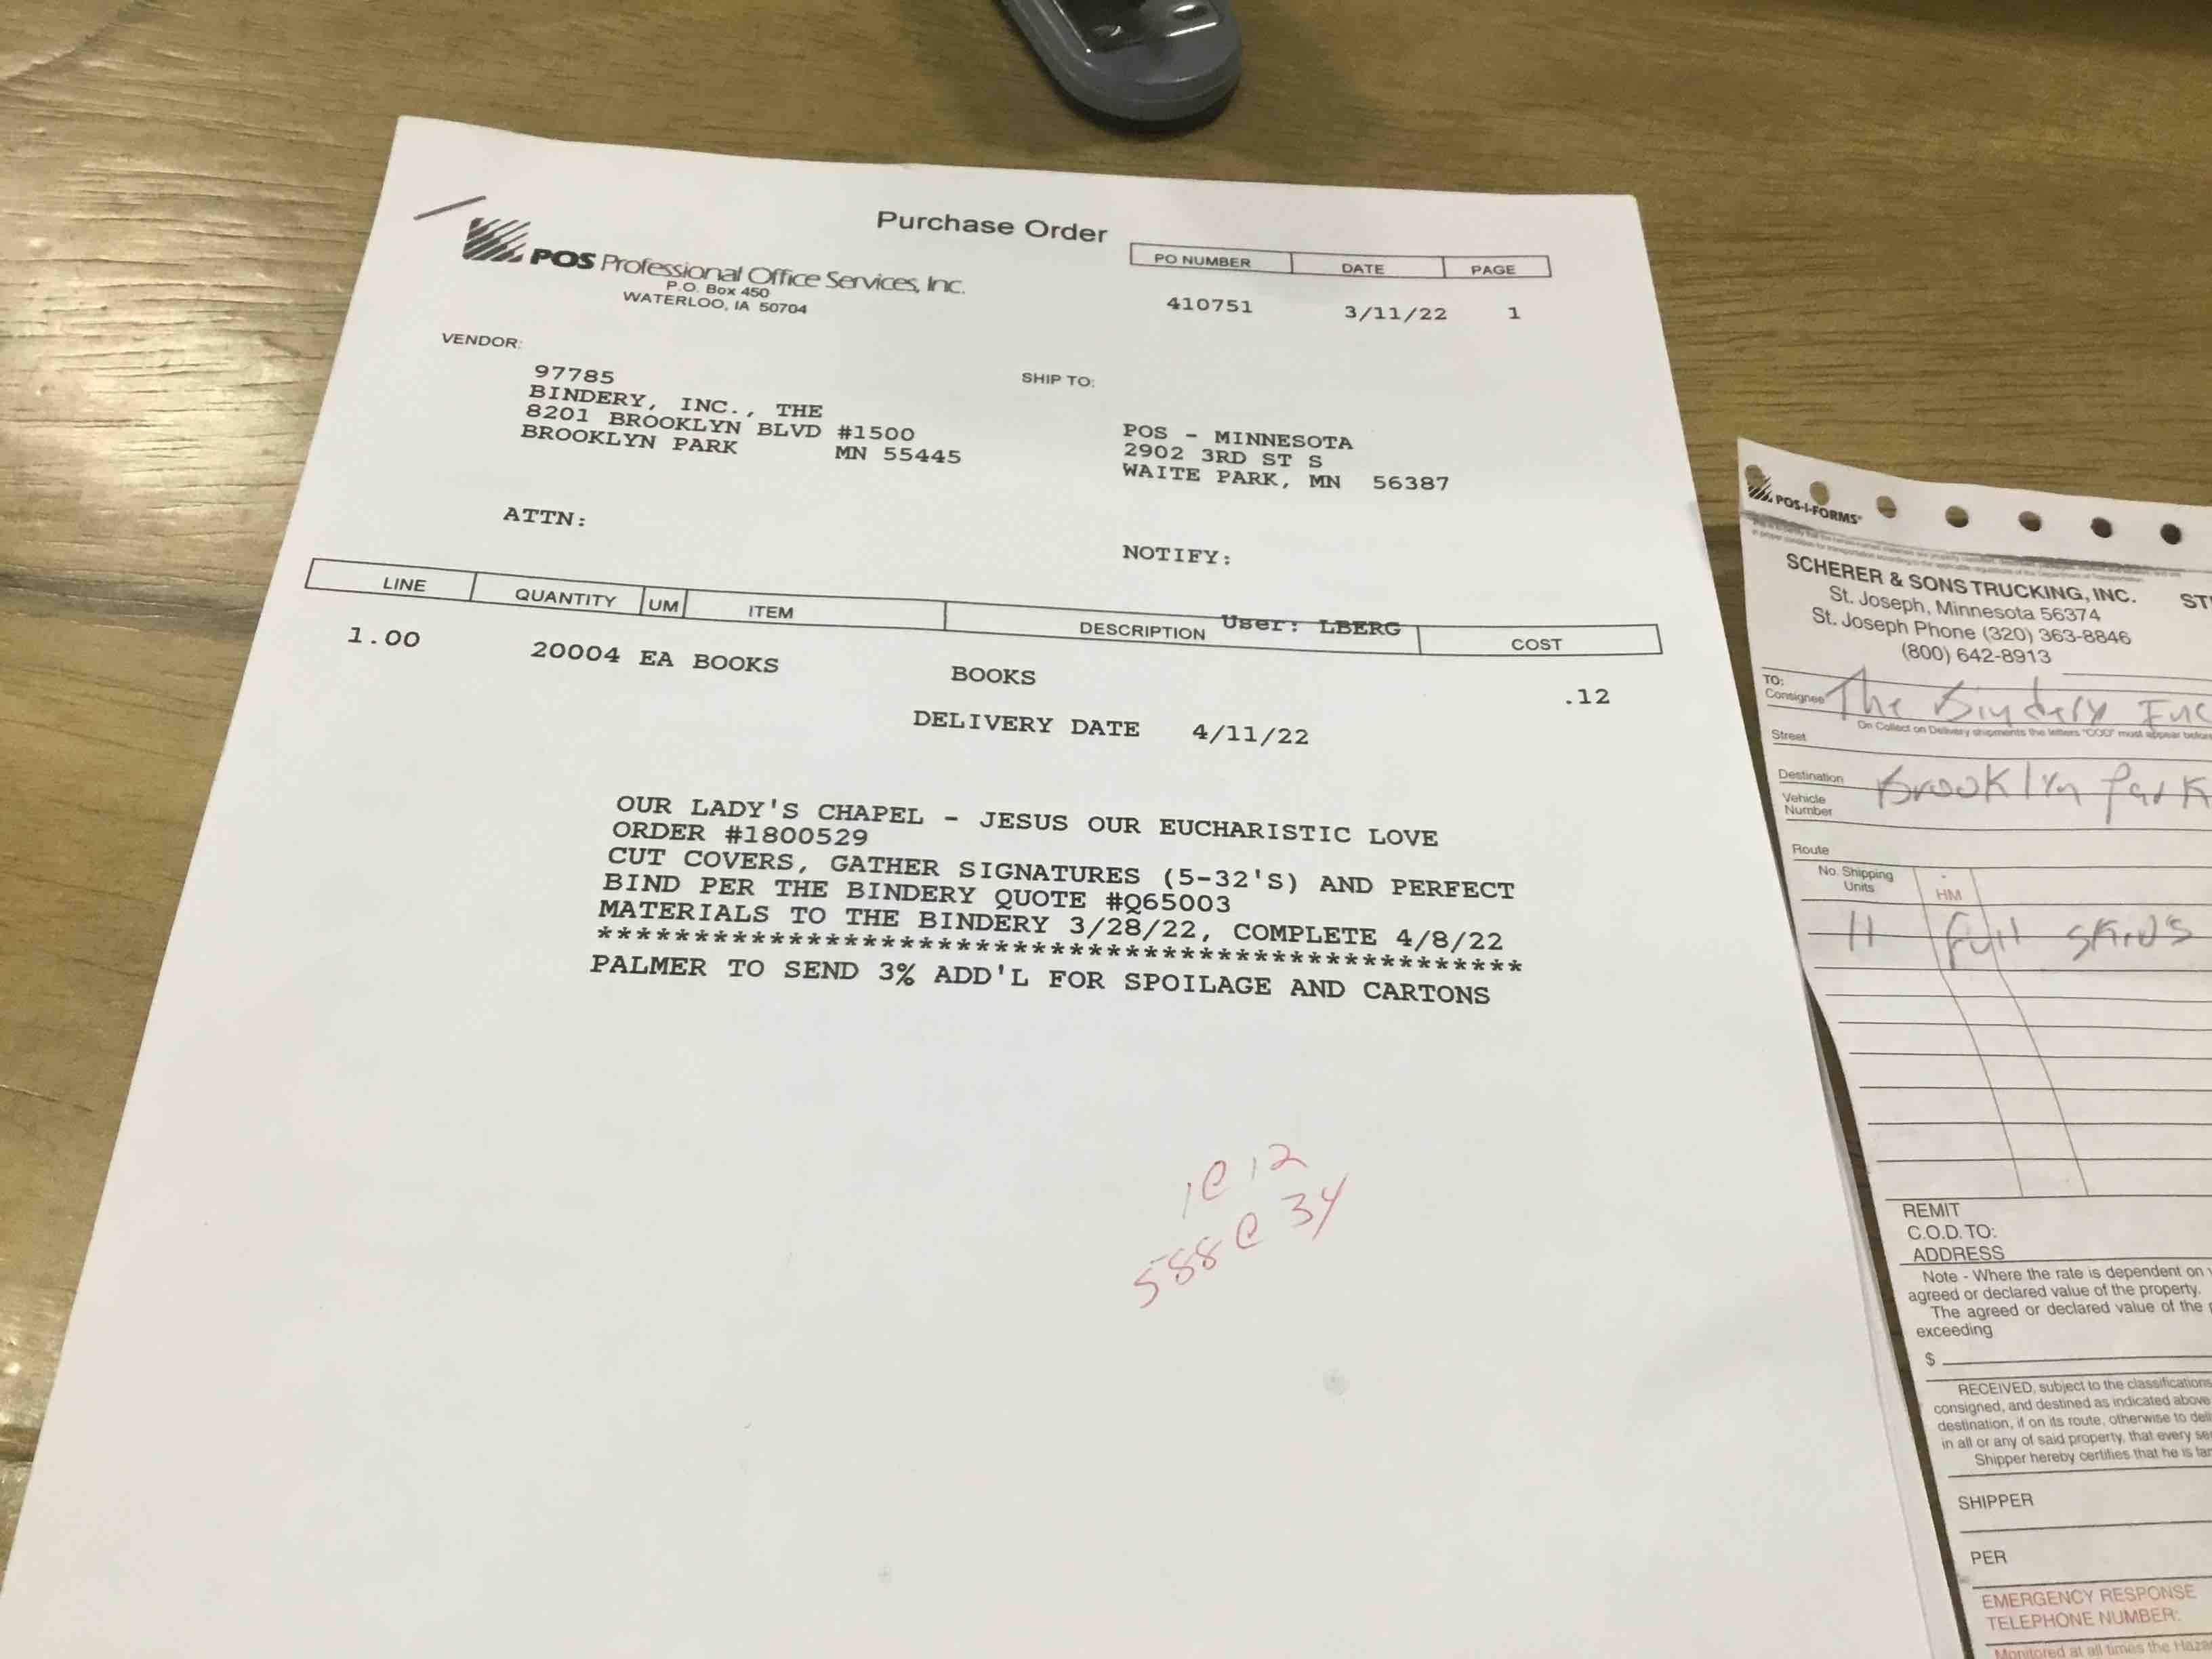 Purchase Order
POS Professional Office Services, Inc.
P.O. Box 450
WATERLOO, IA 50704
PO NUMBER DATE PAGE
410751 3/11/22 1
VENDOR:
97785
BINDERY, INC., THE
8201 BROOKLYN BLVD #1500
BROOKLYN PARK MN 55445
SHIP TO:
POS - MINNESOTA
2902 3RD ST S
WAITE PARK, MN 56387
ATTN:
NOTIFY:
User: LBERG
LINE QUANTITY UM ITEM DESCRIPTION COST
1.00 20004 EA BOOKS BOOKS .12
DELIVERY DATE 4/11/22
OUR LADY'S CHAPEL - JESUS OUR EUCHARISTIC LOVE
ORDER #1800529
CUT COVERS, GATHER SIGNATURES (5-32'S) AND PERFECT
BIND PER THE BINDERY QUOTE #Q65003
MATERIALS TO THE BINDERY 3/28/22, COMPLETE 4/8/22
************************************************
PALMER TO SEND 3% ADD'L FOR SPOILAGE AND CARTONS
1@12
588@34
POS-I-FORMS
SCHERER & SONS TRUCKING, INC.
St. Joseph, Minnesota 56374
St. Joseph Phone (320) 363-8846
(800) 642-8913
TO:
Consignee The Bindery Inc
On Collect on Delivery shipments the letters "COD" must appear before
Street
Destination Brooklyn Park
Vehicle
Number
Route
No. Shipping
Units
HM
11 full skids
REMIT
C.O.D. TO:
ADDRESS
Note - Where the rate is dependent on
agreed or declared value of the property.
The agreed or declared value of the
exceeding
$
RECEIVED, subject to the classifications
consigned, and destined as indicated above
destination, if on its route, otherwise to
in all or any of said property, that every
Shipper hereby certifies that he is
SHIPPER
PER
EMERGENCY RESPONSE
TELEPHONE NUMBER:
Monitored at all times the